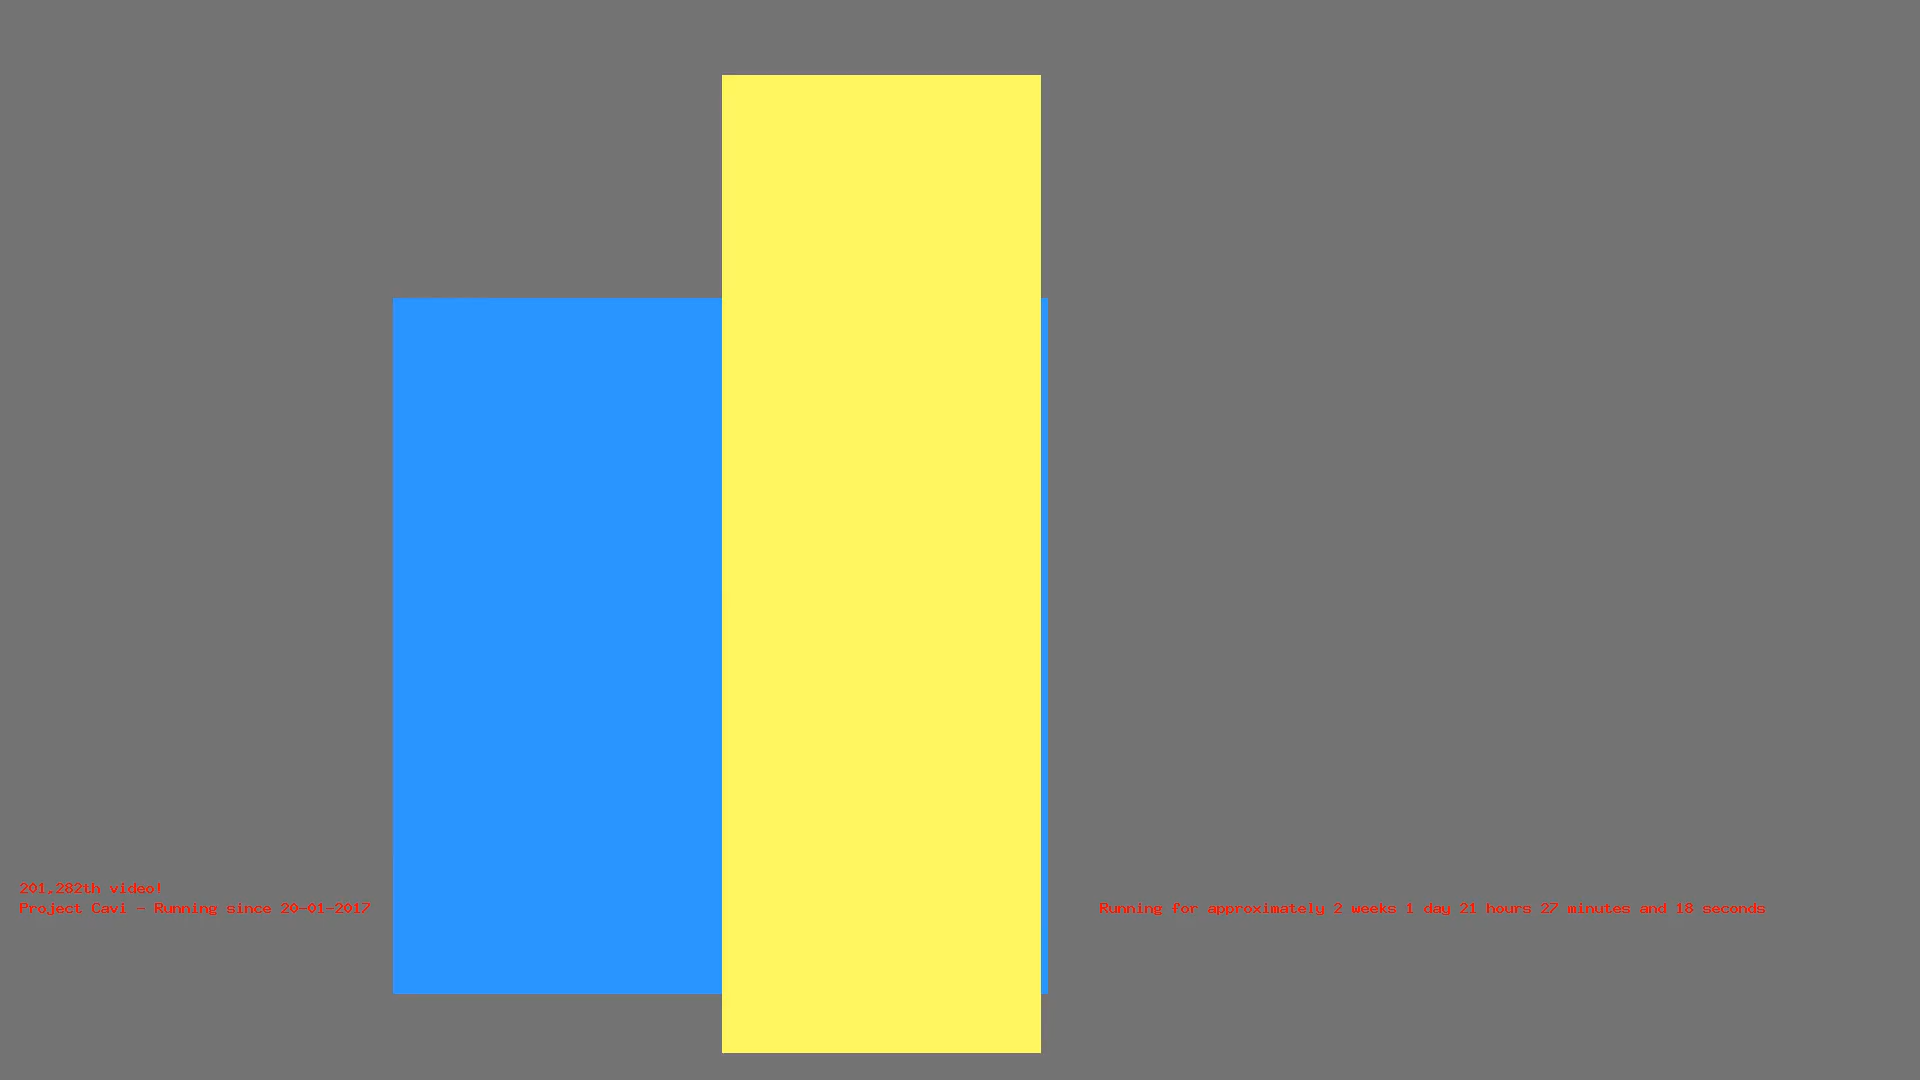 201,282th video!
Project Cavi - Running since 20-01-2017
Running for approximately 2 weeks 1 day 21 hours 27 minutes and 18 seconds